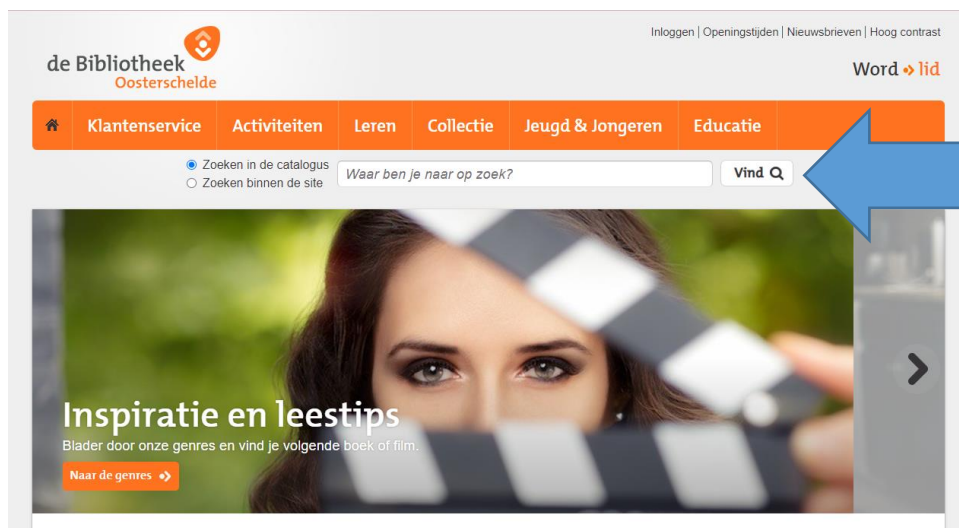 de Bibliotheek
Oosterschelde
Inloggen | Openingstijden | Nieuwsbrieven | Hoog contrast
Word lid
Klantenservice Activiteiten Leren Collectie Jeugd & Jongeren Educatie
Zoeken in de catalogus
Zoeken binnen de site
Waar ben je naar op zoek?
Vind
Inspiratie en leestips
Blader door onze genres en vind je volgende boek of film.
Naar de genres